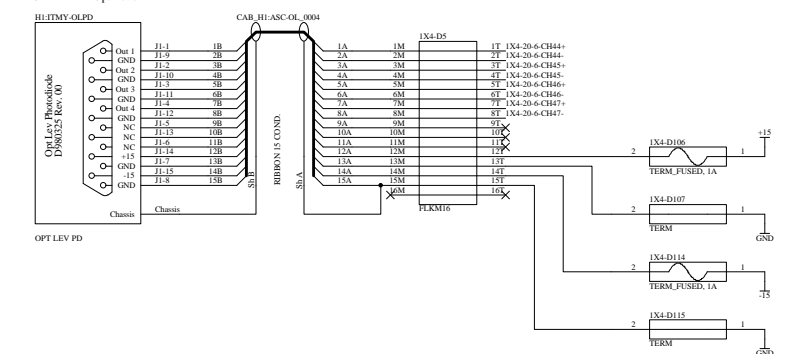 H1:ITMY-OLPD
CAB_H1:ASC-OL_0004
1X4-D5
Opt Lev Photodiode
D980325 Rev. 00
Out 1 J1-1 1B 1A 1M 1T 1X4-20-6-CH44+
GND J1-9 2B 2A 2M 2T 1X4-20-6-CH44-
Out 2 J1-2 3B 3A 3M 3T 1X4-20-6-CH45+
GND J1-10 4B 4A 4M 4T 1X4-20-6-CH45-
Out 3 J1-3 5B 5A 5M 5T 1X4-20-6-CH46+
GND J1-11 6B 6A 6M 6T 1X4-20-6-CH46-
Out 4 J1-4 7B 7A 7M 7T 1X4-20-6-CH47+
GND J1-12 8B 8A 8M 8T 1X4-20-6-CH47-
NC J1-5 9B 9A 9M 9T
NC J1-13 10B 10A 10M 10T
NC J1-6 11B 11A 11M 11T
+15 J1-14 12B 12A 12M 12T
GND J1-7 13B 13A 13M 13T
-15 J1-15 14B 14A 14M 14T
GND J1-8 15B 15A 15M 15T
16M 16T
RIBBON 15 COND.
Sh B
Sh A
Chassis Chassis
FLKM16
OPT LEV PD
+15
1X4-D106
2 1
TERM_FUSED, 1A
1X4-D107
2 1
TERM
GND
1X4-D114
2 1
TERM_FUSED, 1A
-15
1X4-D115
2 1
TERM
GND